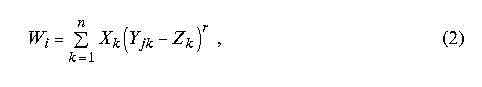 W_i = \sum_{k=1}^{n} X_k (Y_{jk} - Z_k)^r , (2)